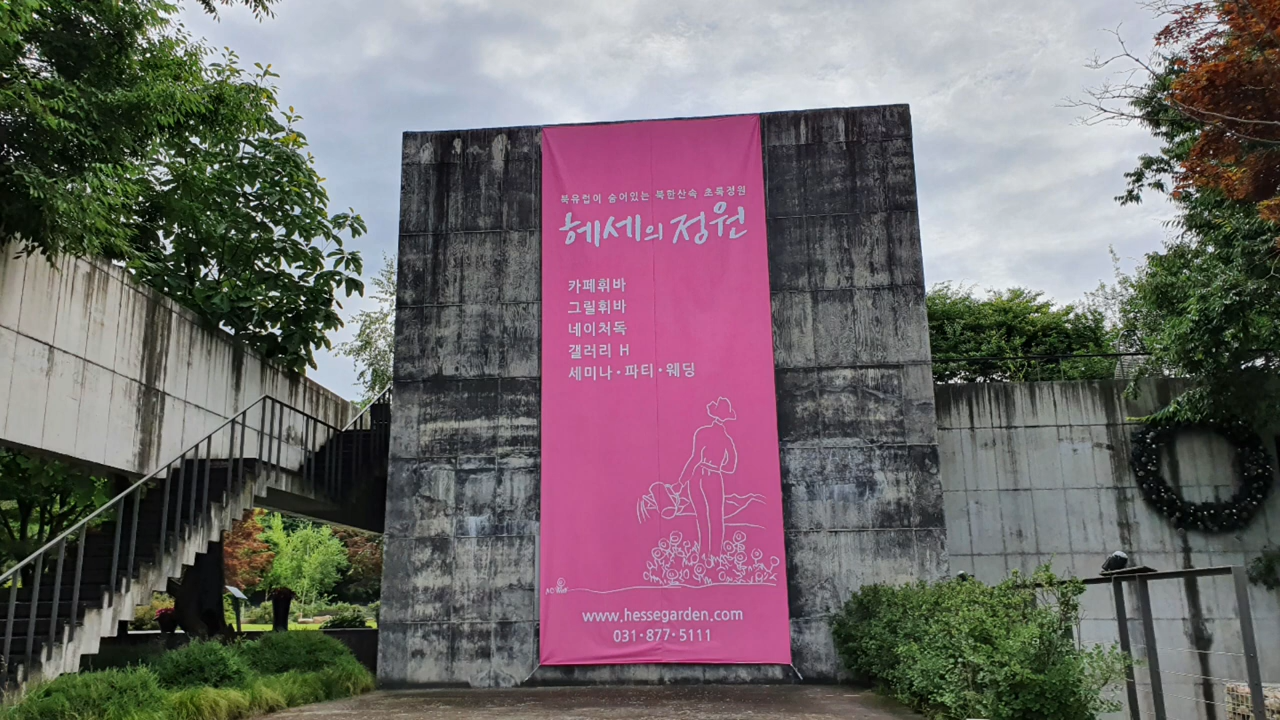 북유럽이 숨어있는 북한산속 초록정원
헤세의 정원
카페휘바
그릴휘바
네이처독
갤러리 H
세미나·파티·웨딩
www.hessegarden.com
031·877·5111